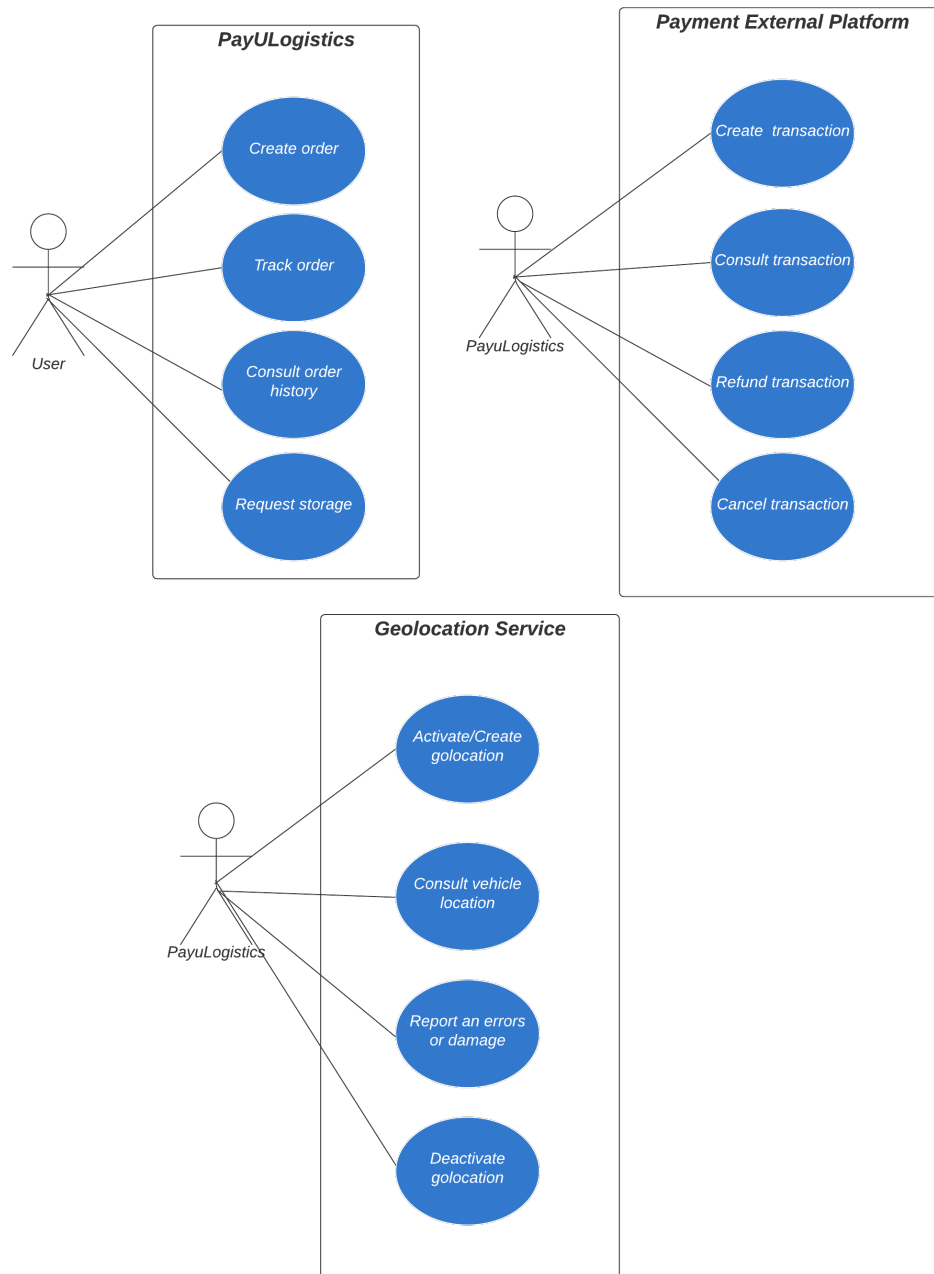 PayULogistics
Create order
Track order
User
Consult order
history
Request storage
Payment External Platform
Create  transaction
Consult transaction
PayuLogistics
Refund transaction
Cancel transaction
Geolocation Service
Activate/Create
golocation
Consult vehicle
location
PayuLogistics
Report an errors
or damage
Deactivate
golocation